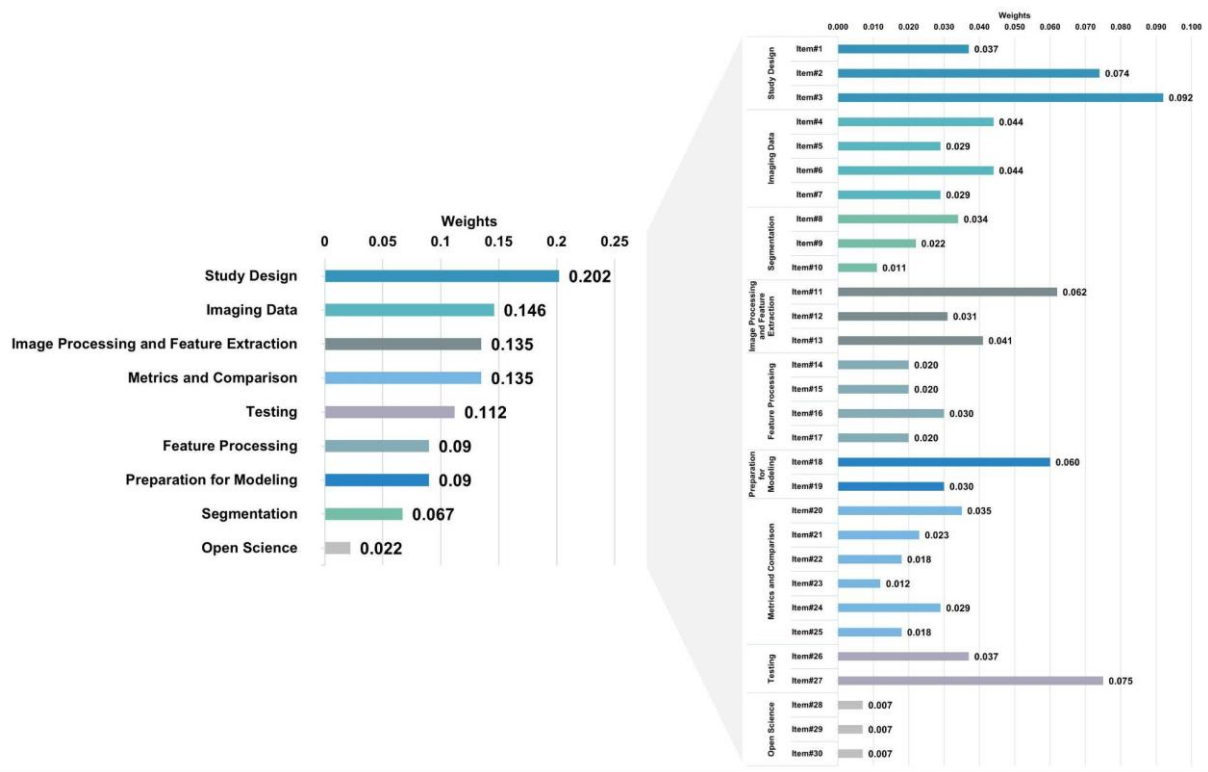 Weights
0 0.05 0.1 0.15 0.2 0.25
Study Design 0.202
Imaging Data 0.146
Image Processing and Feature Extraction 0.135
Metrics and Comparison 0.135
Testing 0.112
Feature Processing 0.09
Preparation for Modeling 0.09
Segmentation 0.067
Open Science 0.022
Weights
0.000 0.010 0.020 0.030 0.040 0.050 0.060 0.070 0.080 0.090 0.100
Study Design
Item#1 0.037
Item#2 0.074
Item#3 0.092
Imaging Data
Item#4 0.044
Item#5 0.029
Item#6 0.044
Item#7 0.029
Segmentation
Item#8 0.034
Item#9 0.022
Item#10 0.011
Image Processing
and Feature
Extraction
Item#11 0.062
Item#12 0.031
Item#13 0.041
Feature Processing
Item#14 0.020
Item#15 0.020
Item#16 0.030
Item#17 0.020
Preparation
for
Modeling
Item#18 0.060
Item#19 0.030
Metrics and Comparison
Item#20 0.035
Item#21 0.023
Item#22 0.018
Item#23 0.012
Item#24 0.029
Item#25 0.018
Testing
Item#26 0.037
Item#27 0.075
Open Science
Item#28 0.007
Item#29 0.007
Item#30 0.007